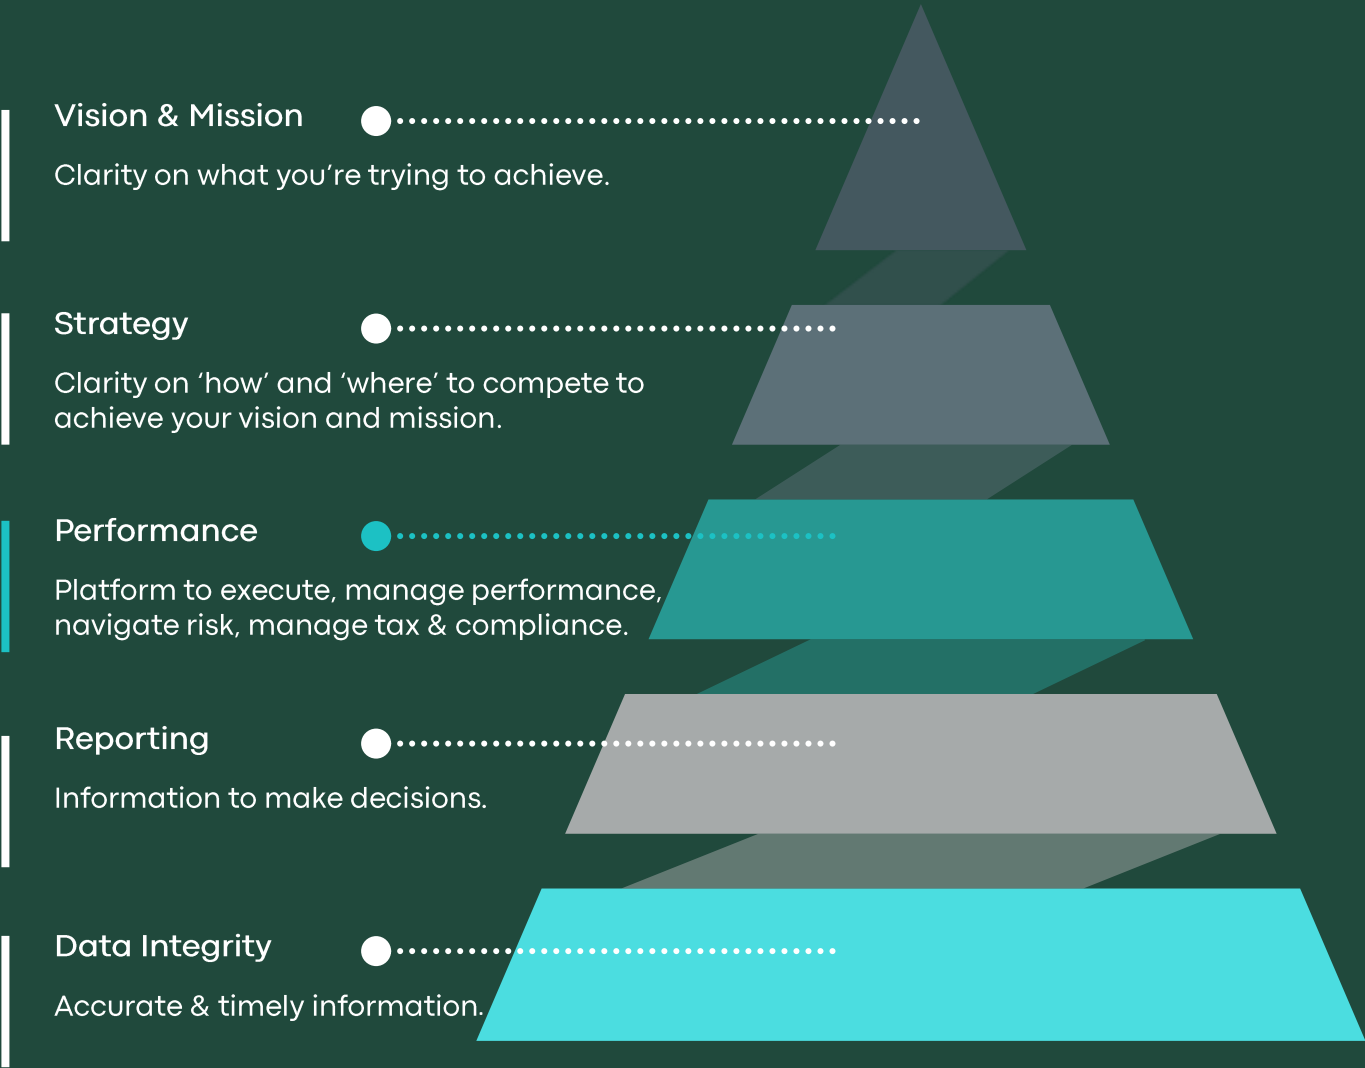 Vision & Mission
Clarity on what you’re trying to achieve.
Strategy
Clarity on ‘how’ and ‘where’ to compete to
achieve your vision and mission.
Performance
Platform to execute, manage performance,
navigate risk, manage tax & compliance.
Reporting
Information to make decisions.
Data Integrity
Accurate & timely information.